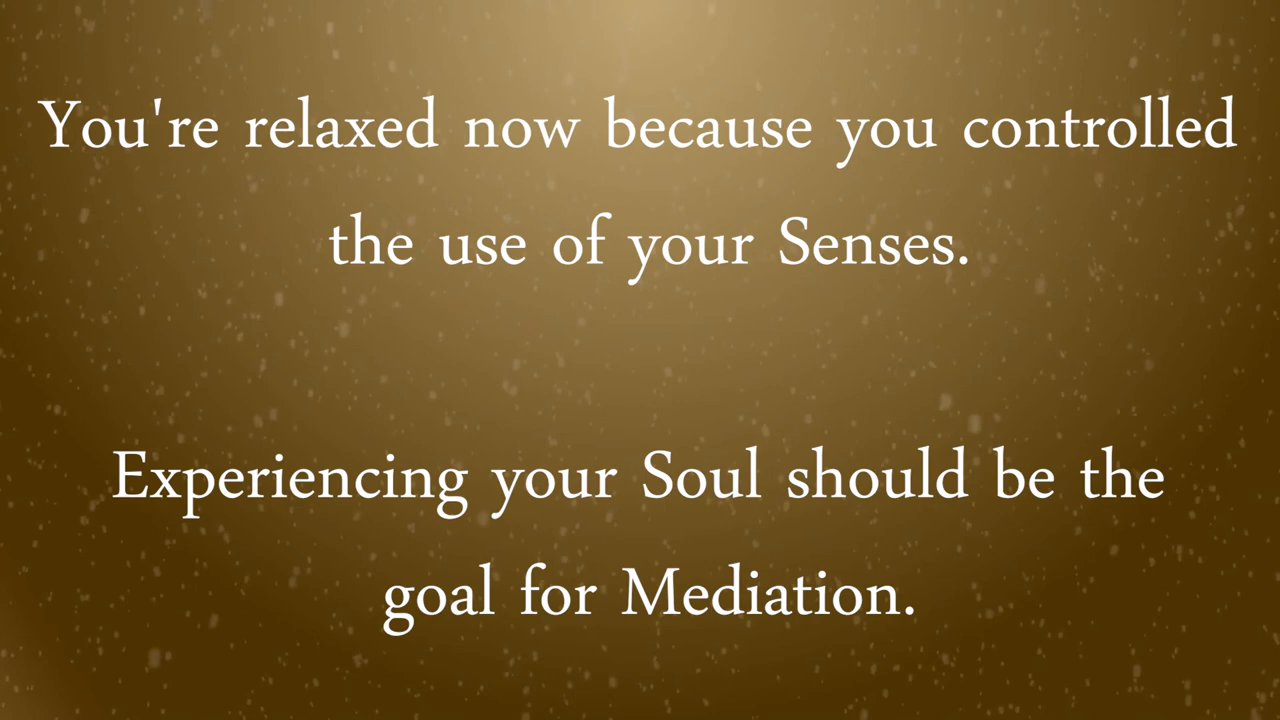 You're relaxed now because you controlled
the use of your Senses.
Experiencing your Soul should be the
goal for Mediation.